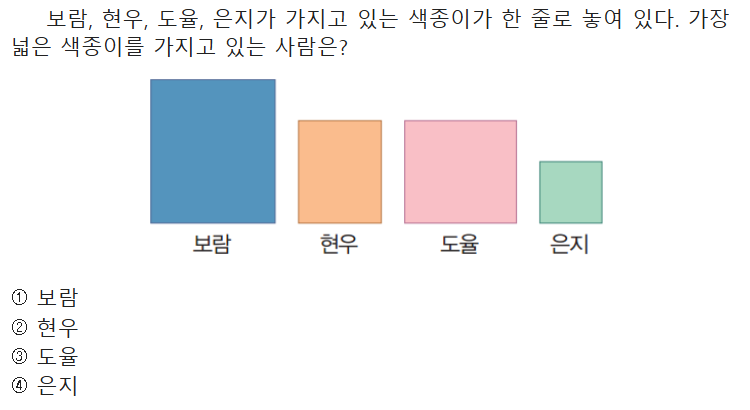 보람, 현우, 도율, 은지가 가지고 있는 색종이가 한 줄로 놓여 있다. 가장
넓은 색종이를 가지고 있는 사람은?
보람 현우 도율 은지
① 보람
② 현우
③ 도율
④ 은지